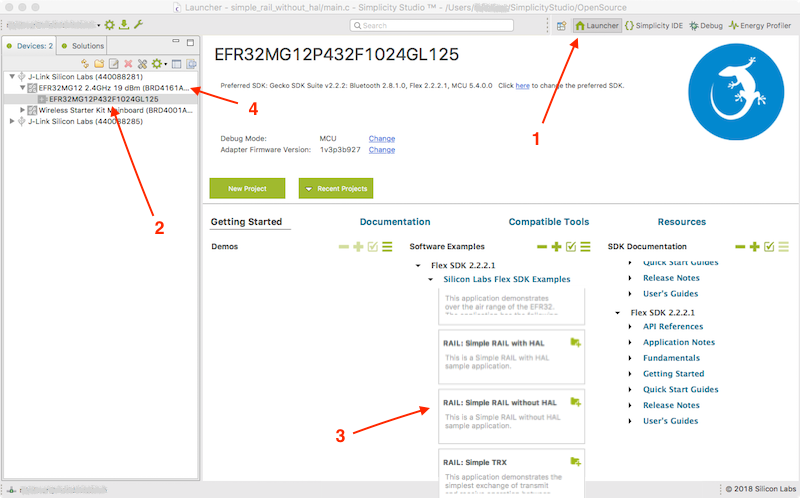 Launcher - simple_rail_without_hal/main.c - Simplicity Studio ™ - /Users/
/SimplicityStudio/OpenSource
Search
Launcher
Simplicity IDE
Debug
Energy Profiler
Devices: 2
Solutions
J-Link Silicon Labs (440088281)
EFR32MG12 2.4GHz 19 dBm (BRD4161A...
EFR32MG12P432F1024GL125
Wireless Starter Kit Mainboard (BRD4001A...
J-Link Silicon Labs (440088285)
4
2
1
EFR32MG12P432F1024GL125
Preferred SDK: Gecko SDK Suite v2.2.2: Bluetooth 2.8.1.0, Flex 2.2.2.1, MCU 5.4.0.0 Click here to change the preferred SDK.
Debug Mode: MCU Change
Adapter Firmware Version: 1v3p3b927 Change
New Project
Recent Projects
Getting Started
Documentation
Compatible Tools
Resources
Demos
Software Examples
Flex SDK 2.2.2.1
Silicon Labs Flex SDK Examples
This application demonstrates
over the air range of the EFR32.
The application has the following
RAIL: Simple RAIL with HAL
This is a Simple RAIL with HAL
sample application.
RAIL: Simple RAIL without HAL
This is a Simple RAIL without HAL
sample application.
3
RAIL: Simple TRX
This application demonstrates the
simplest exchange of transmit
and receive operation between
SDK Documentation
Quick Start Guides
Release Notes
User's Guides
Flex SDK 2.2.2.1
API References
Application Notes
Fundamentals
Getting Started
Quick Start Guides
Release Notes
User's Guides
© 2018 Silicon Labs